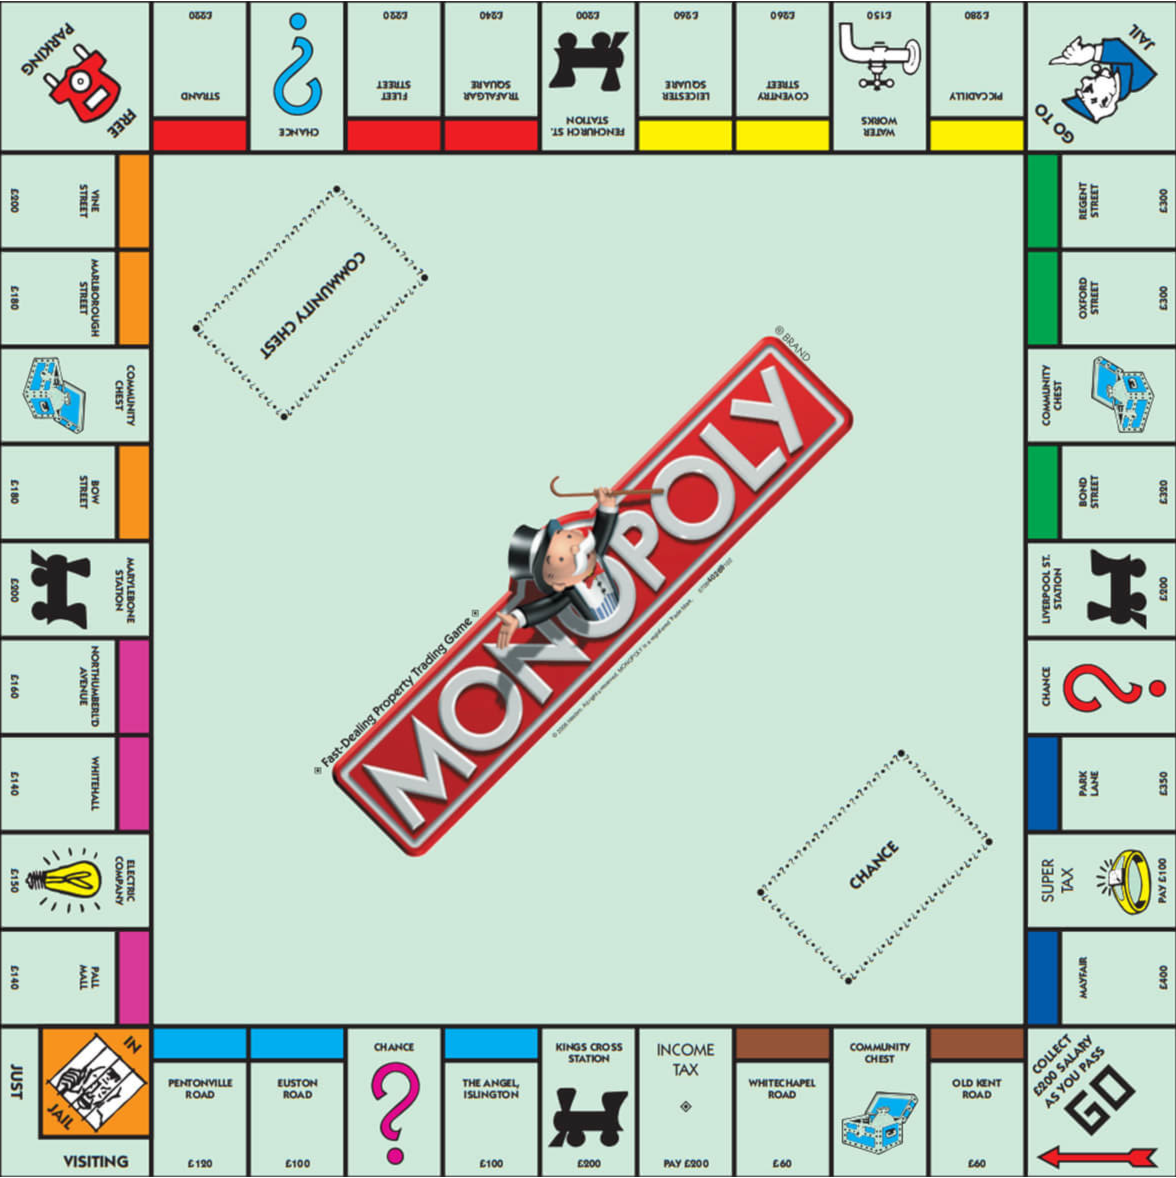 FREE
PARKING
£220
STRAND
CHANCE
£220
FLEET
STREET
£240
TRAFALGAR
SQUARE
£200
FENCHURCH ST.
STATION
£260
LEICESTER
SQUARE
£260
COVENTRY
STREET
£150
WATER
WORKS
£280
PICCADILLY
GO TO
JAIL
VINE
STREET
£200
MARLBOROUGH
STREET
£180
COMMUNITY
CHEST
BOW
STREET
£180
MARYLEBONE
STATION
£200
NORTHUMBERL'D
AVENUE
£160
WHITEHALL
£140
ELECTRIC
COMPANY
£150
PALL
MALL
£140
COMMUNITY CHEST
® BRAND
MONOPOLY
Fast-Dealing Property Trading Game
CHANCE
REGENT
STREET
£300
OXFORD
STREET
£300
COMMUNITY
CHEST
BOND
STREET
£320
LIVERPOOL ST.
STATION
£200
CHANCE
PARK
LANE
£350
SUPER
TAX
PAY £100
MAYFAIR
£400
IN
JAIL
JUST
VISITING
PENTONVILLE
ROAD
£120
EUSTON
ROAD
£100
CHANCE
THE ANGEL,
ISLINGTON
£100
KINGS CROSS
STATION
£200
INCOME
TAX
PAY £200
WHITECHAPEL
ROAD
£60
COMMUNITY
CHEST
OLD KENT
ROAD
£60
COLLECT
£200 SALARY
AS YOU PASS
GO